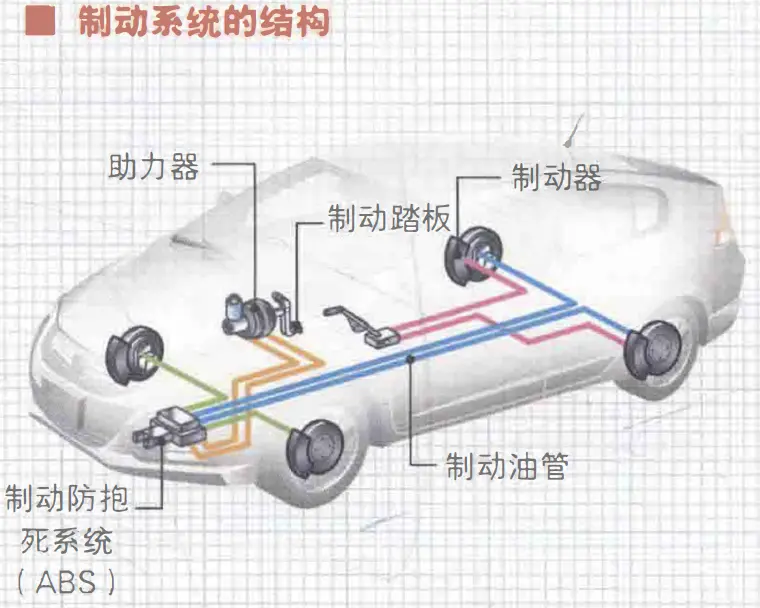 制动系统的结构
助力器
制动器
制动踏板
制动油管
制动防抱
死系统
（ABS）